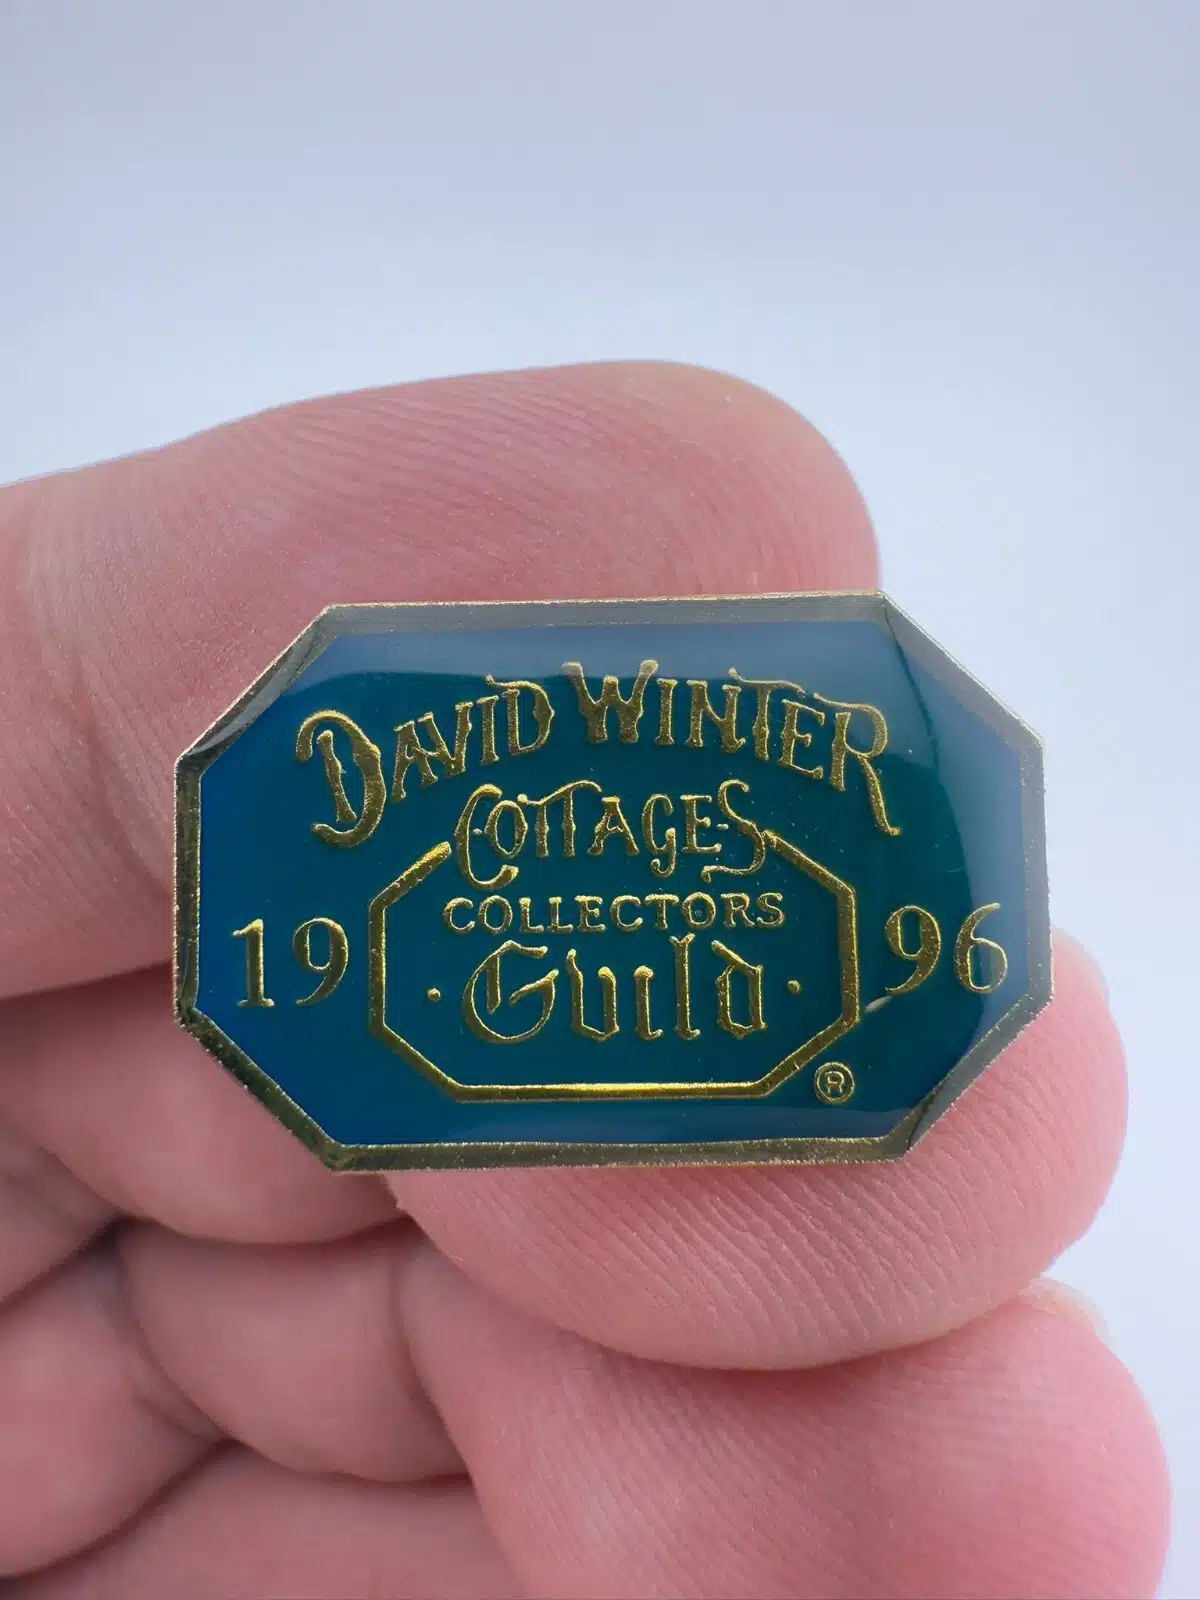 DAVID WINTER
COTTAGES
COLLECTORS
19 · Guild · 96
®